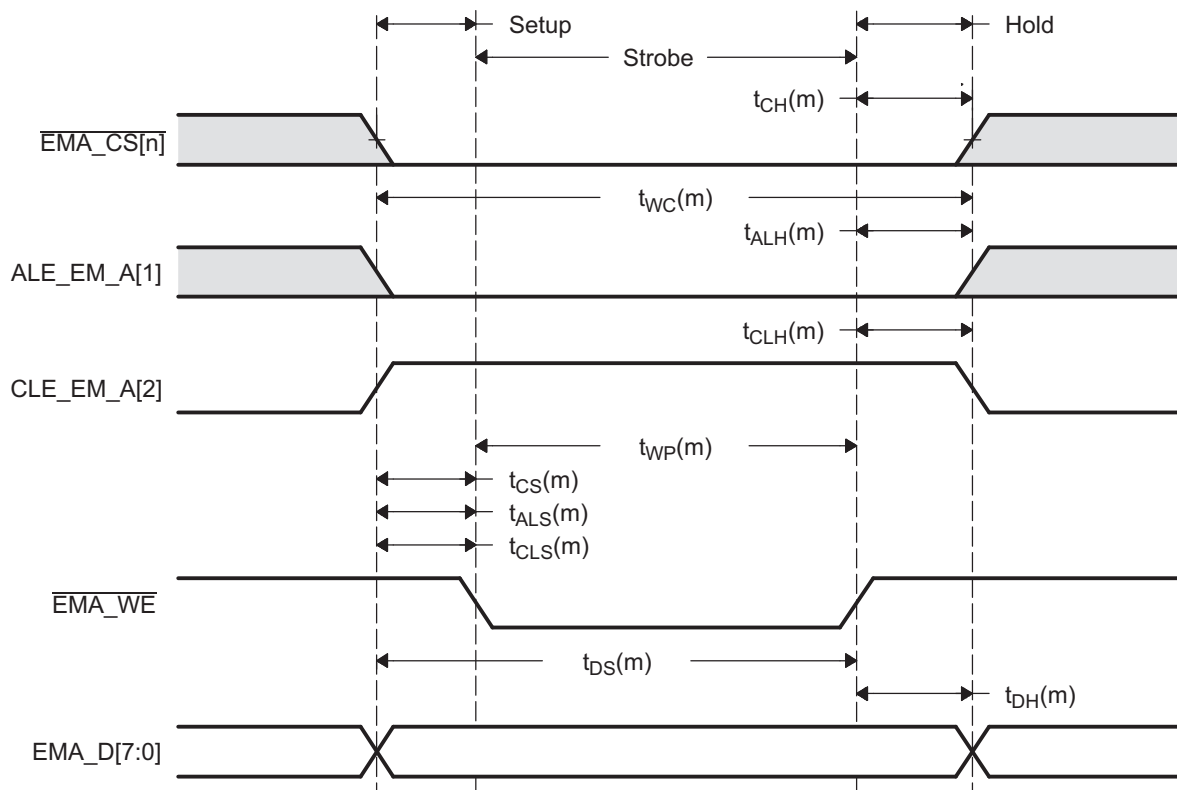 Setup
Hold
Strobe
tCH(m)
EMA_CS[n]
tWC(m)
tALH(m)
ALE_EM_A[1]
tCLH(m)
CLE_EM_A[2]
tWP(m)
tCS(m)
tALS(m)
tCLS(m)
EMA_WE
tDS(m)
tDH(m)
EMA_D[7:0]